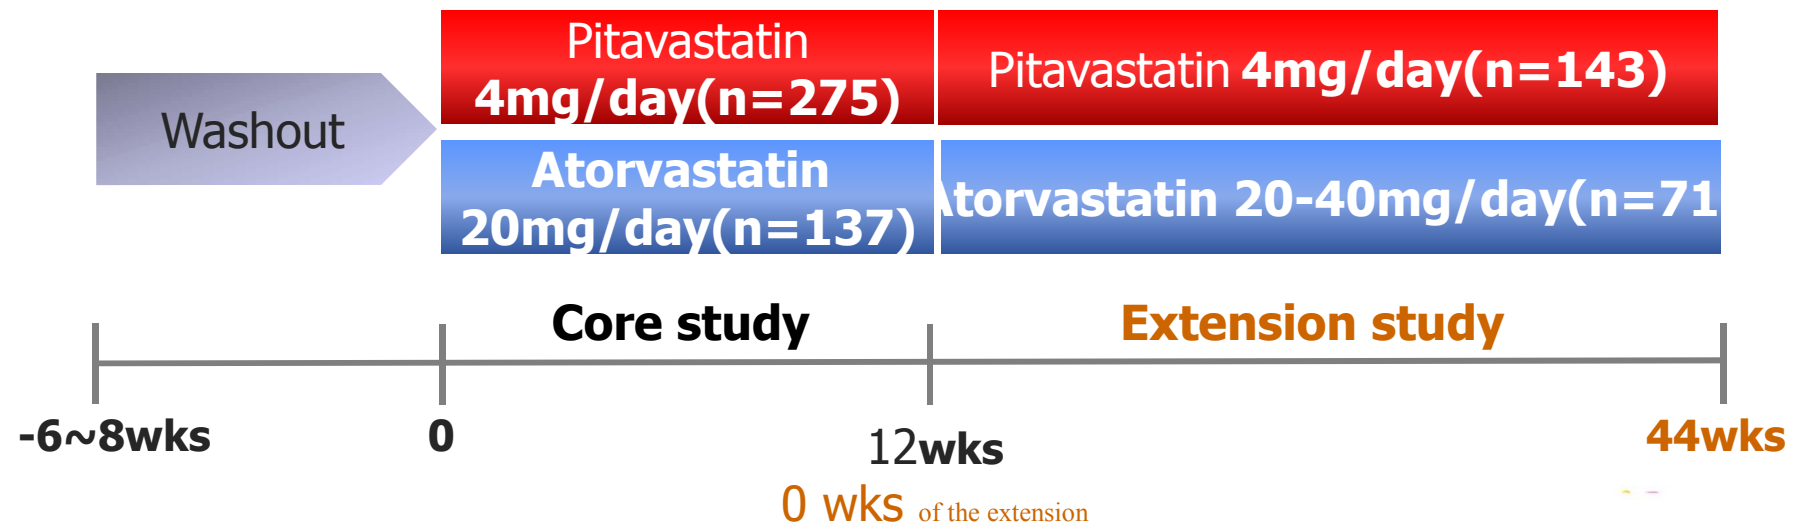 Washout
Pitavastatin
4mg/day(n=275)
Pitavastatin 4mg/day(n=143)
Atorvastatin
20mg/day(n=137)
Atorvastatin 20-40mg/day(n=71
Core study
Extension study
-6~8wks
0
12wks
44wks
0 wks of the extension